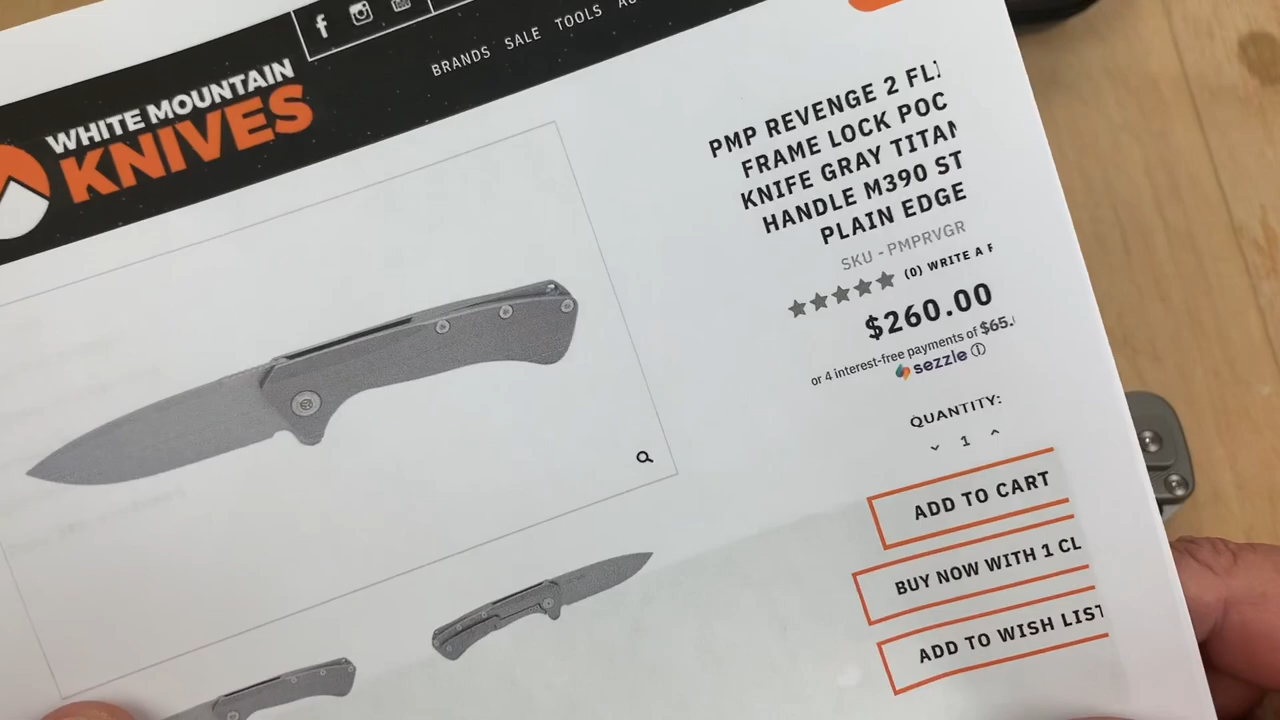 BRANDS SALE TOOLS
WHITE MOUNTAIN
KNIVES
PMP REVENGE 2 FLI
FRAME LOCK POC
KNIFE GRAY TITAN
HANDLE M390 ST
PLAIN EDGE
SKU - PMPRVGR
(0) WRITE A R
$260.00
or 4 interest-free payments of $65.
sezzle
QUANTITY:
1
ADD TO CART
BUY NOW WITH 1 CL
ADD TO WISH LIST